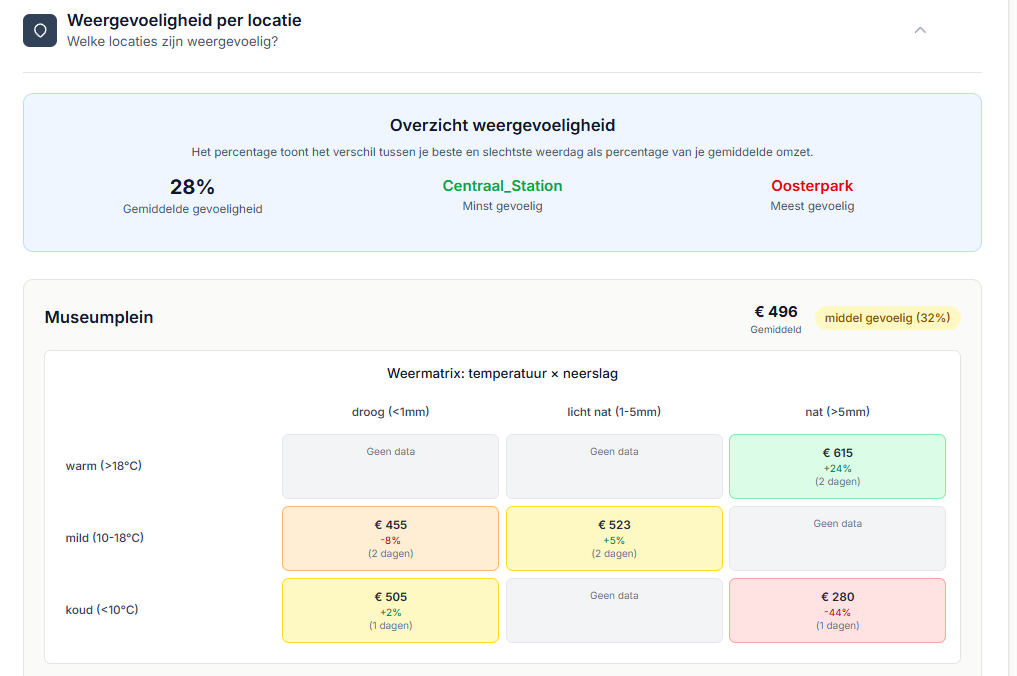 Weergevoeligheid per locatie
Welke locaties zijn weergevoelig?
Overzicht weergevoeligheid
Het percentage toont het verschil tussen je beste en slechtste weerdag als percentage van je gemiddelde omzet.
28%
Gemiddelde gevoeligheid
Centraal_Station
Minst gevoelig
Oosterpark
Meest gevoelig
Museumplein
€ 496
Gemiddeld
middel gevoelig (32%)
Weermatrix: temperatuur × neerslag
droog (<1mm)
licht nat (1-5mm)
nat (>5mm)
warm (>18°C)
Geen data
Geen data
€ 615
+24%
(2 dagen)
mild (10-18°C)
€ 455
-8%
(2 dagen)
€ 523
+5%
(2 dagen)
Geen data
koud (<10°C)
€ 505
+2%
(1 dagen)
Geen data
€ 280
-44%
(1 dagen)